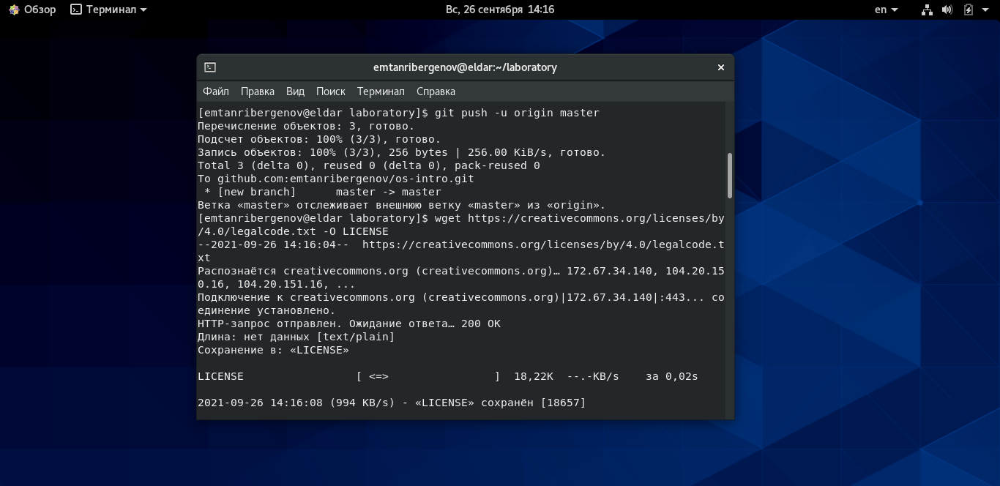 Обзор Терминал Вс, 26 сентября 14:16 en
emtanribergenov@eldar:~/laboratory
Файл Правка Вид Поиск Терминал Справка
[emtanribergenov@eldar laboratory]$ git push -u origin master
Перечисление объектов: 3, готово.
Подсчет объектов: 100% (3/3), готово.
Запись объектов: 100% (3/3), 256 bytes | 256.00 KiB/s, готово.
Total 3 (delta 0), reused 0 (delta 0), pack-reused 0
To github.com:emtanribergenov/os-intro.git
 * [new branch]      master -> master
Ветка «master» отслеживает внешнюю ветку «master» из «origin».
[emtanribergenov@eldar laboratory]$ wget https://creativecommons.org/licenses/by
/4.0/legalcode.txt -O LICENSE
--2021-09-26 14:16:04--  https://creativecommons.org/licenses/by/4.0/legalcode.t
xt
Распознаётся creativecommons.org (creativecommons.org)… 172.67.34.140, 104.20.15
0.16, 104.20.151.16, ...
Подключение к creativecommons.org (creativecommons.org)|172.67.34.140|:443... со
единение установлено.
HTTP-запрос отправлен. Ожидание ответа… 200 OK
Длина: нет данных [text/plain]
Сохранение в: «LICENSE»
LICENSE                 [ <=>                ]  18,22K  --.-KB/s    за 0,02s
2021-09-26 14:16:08 (994 KB/s) - «LICENSE» сохранён [18657]